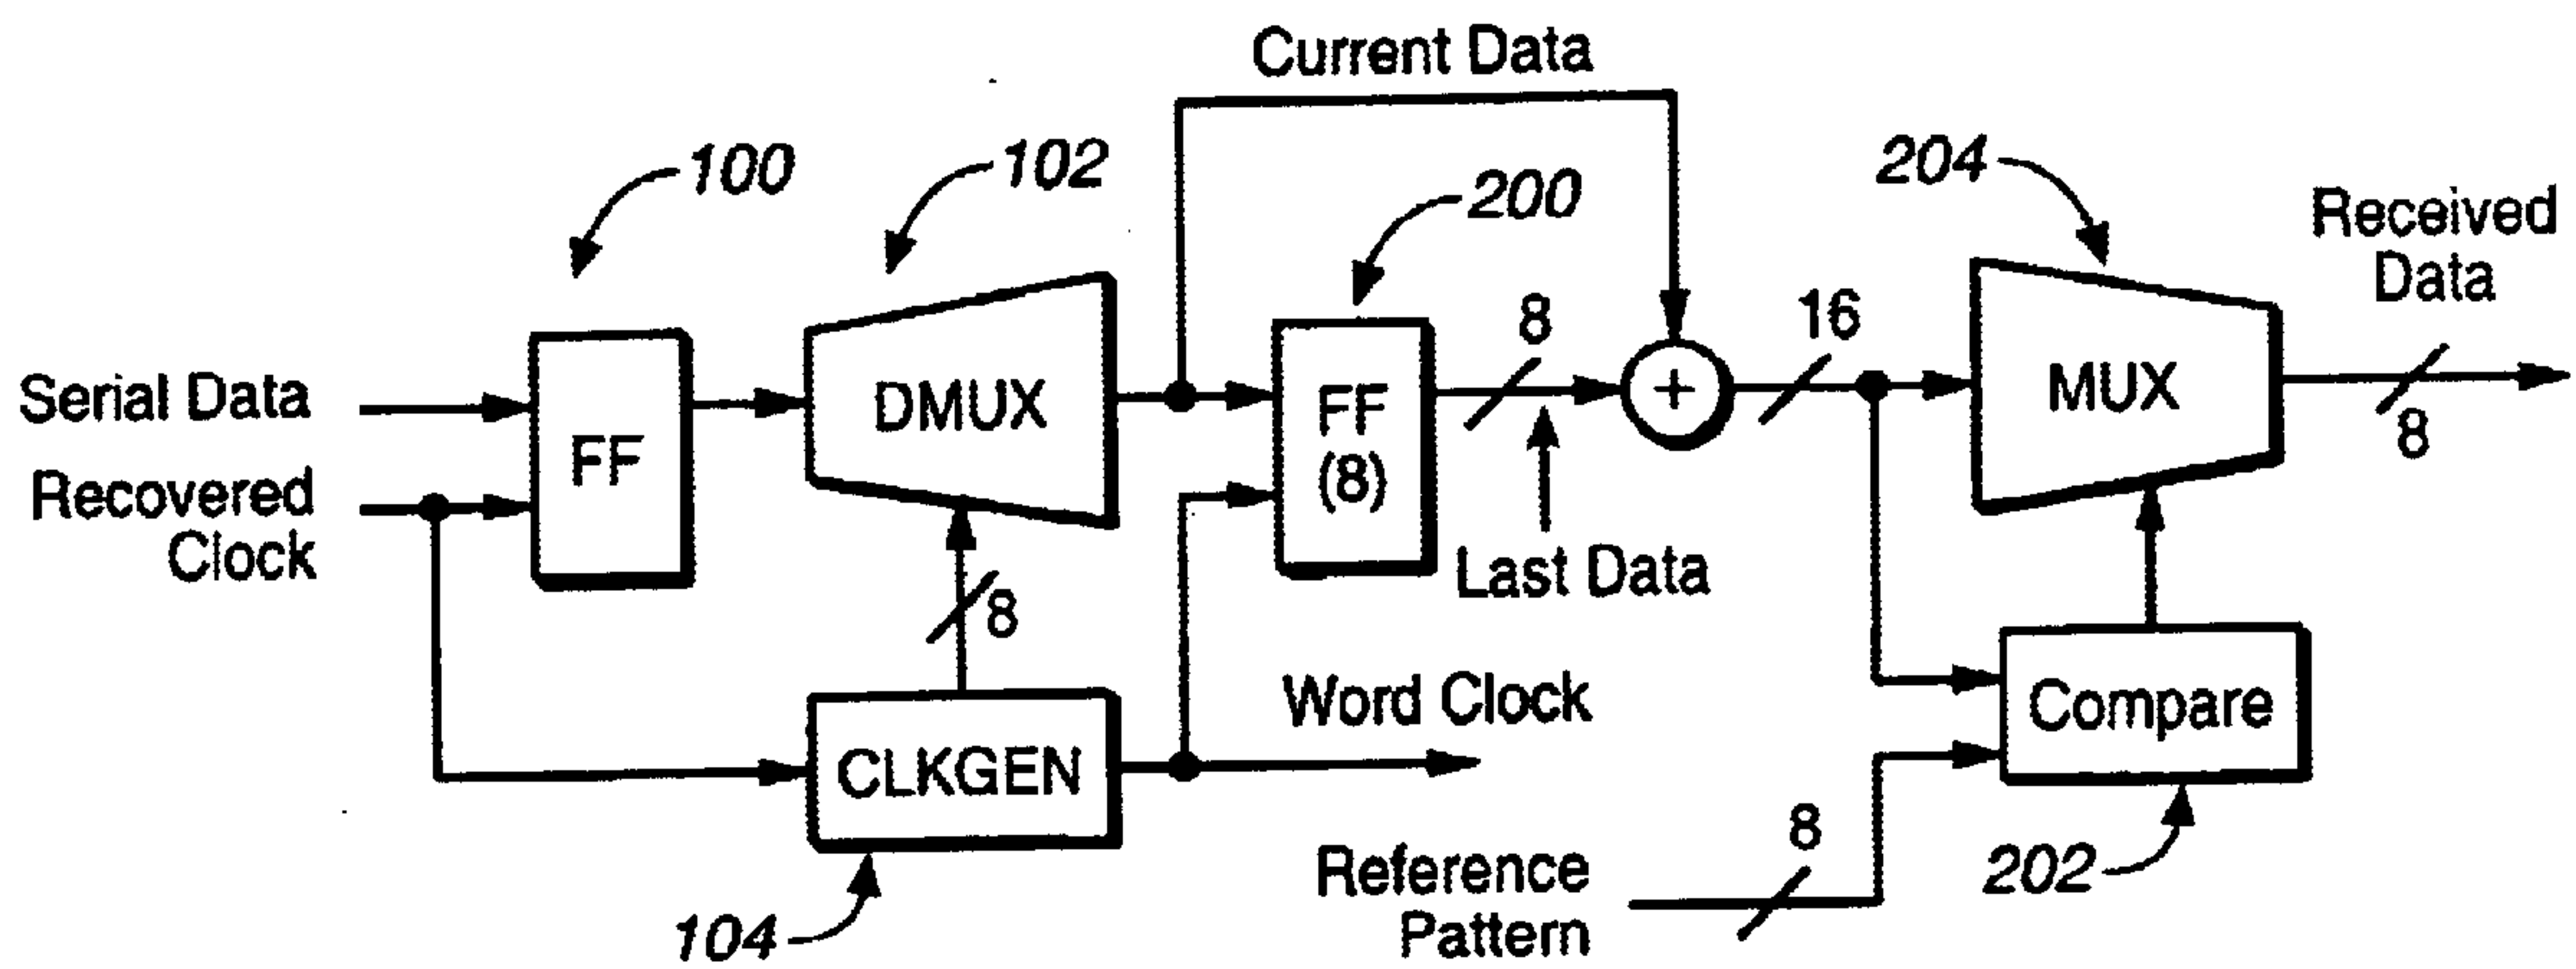 Current Data
100
102
200
204
Received
Data
8
16
Serial Data
FF
DMUX
FF
(8)
+
MUX
8
Recovered
Clock
Last Data
8
Word Clock
Compare
CLKGEN
8
Reference
Pattern
202
104